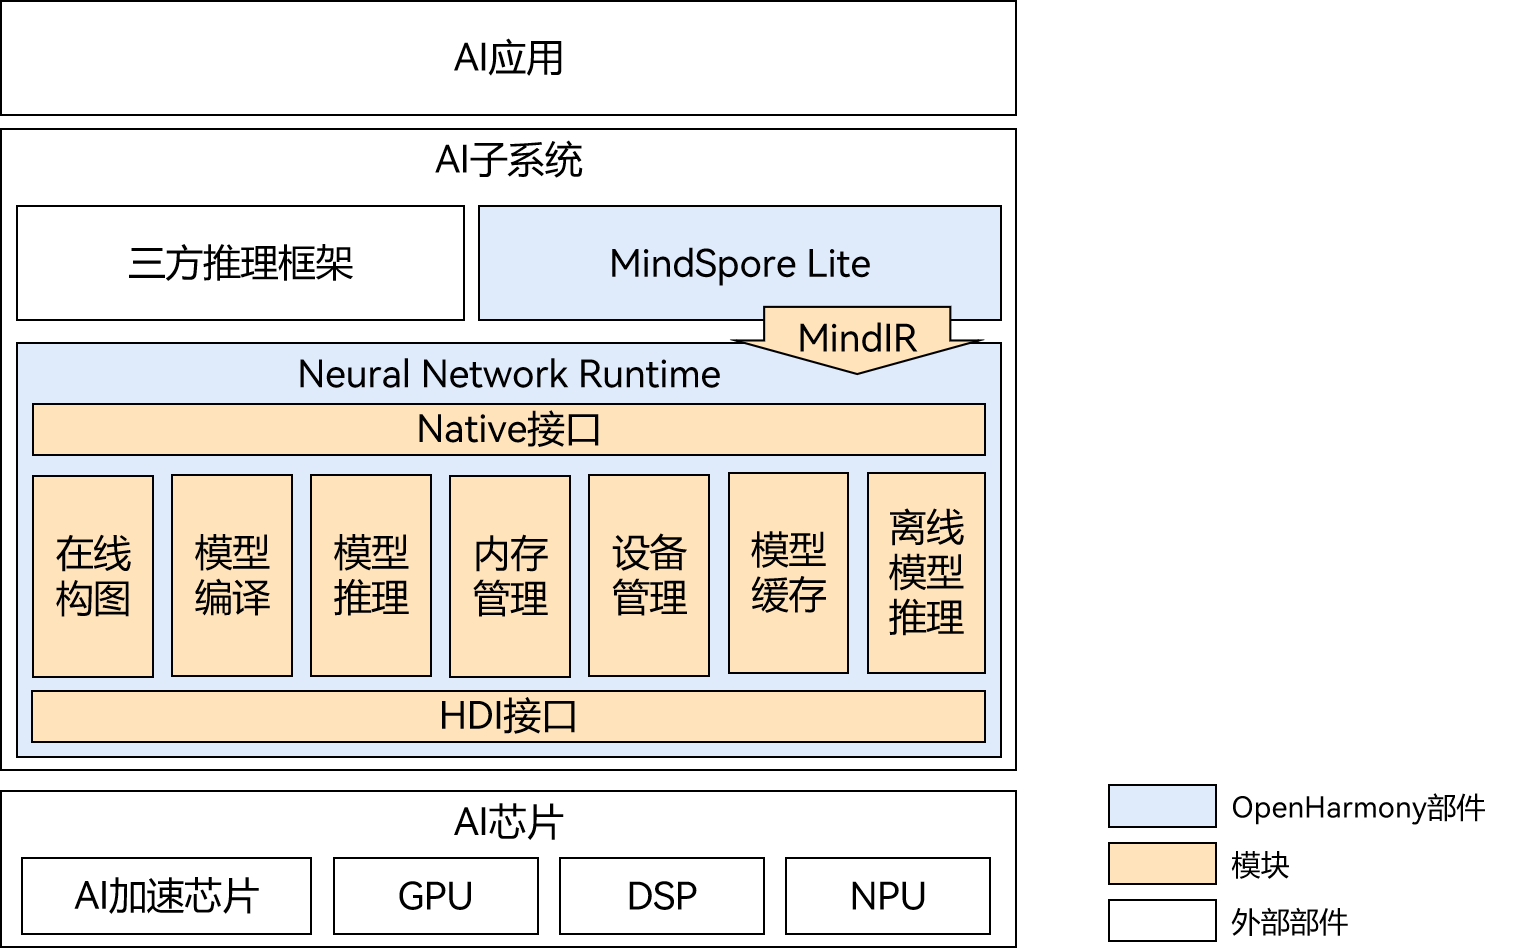 AI应用
AI子系统
三方推理框架
MindSpore Lite
MindIR
Neural Network Runtime
Native接口
在线
构图
模型
编译
模型
推理
内存
管理
设备
管理
模型
缓存
离线
模型
推理
HDI接口
AI芯片
AI加速芯片
GPU
DSP
NPU
OpenHarmony部件
模块
外部部件